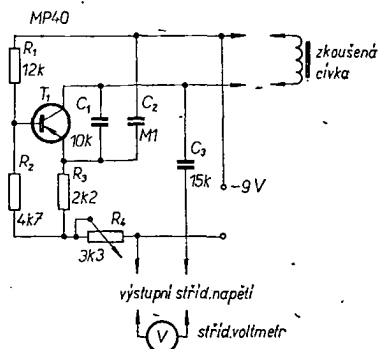 MP40
R1
12k
T1
C1
10k
C2
M1
C3
15k
zkoušená
cívka
R2
4k7
R3
2k2
R4
3k3
-9V
výstupní stříd.napětí
V
stříd.voltmetr